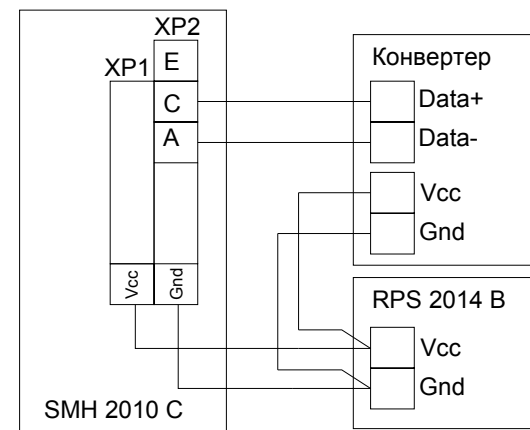 XP2
XP1
E
C
A
Vcc
Gnd
SMH 2010 C
Конвертер
Data+
Data-
Vcc
Gnd
RPS 2014 B
Vcc
Gnd